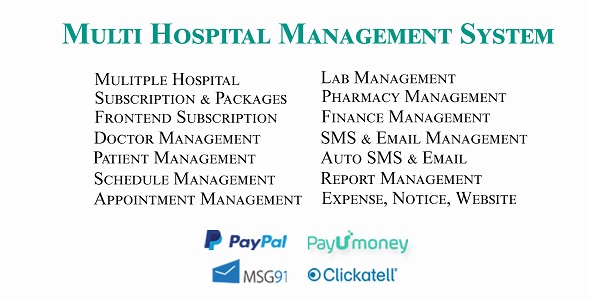 Multi Hospital Management System
Mulitple Hospital
Subscription & Packages
Frontend Subscription
Doctor Management
Patient Management
Schedule Management
Appointment Management
Lab Management
Pharmacy Management
Finance Management
SMS & Email Management
Auto SMS & Email
Report Management
Expense, Notice, Website
PayPal
PayUmoney
MSG91
Clickatell